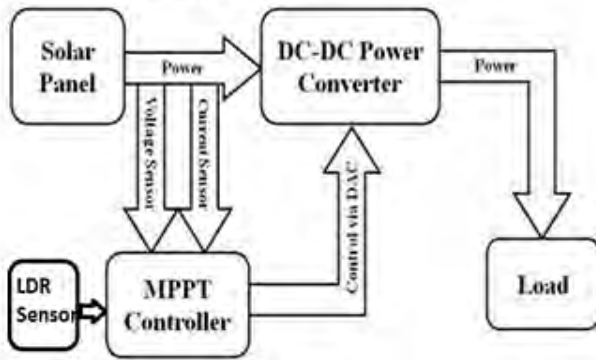 Solar
Panel
Power
DC-DC Power
Converter
Power
Voltage Sensor
Current Sensor
Control via DAC
LDR
Sensor
MPPT
Controller
Load